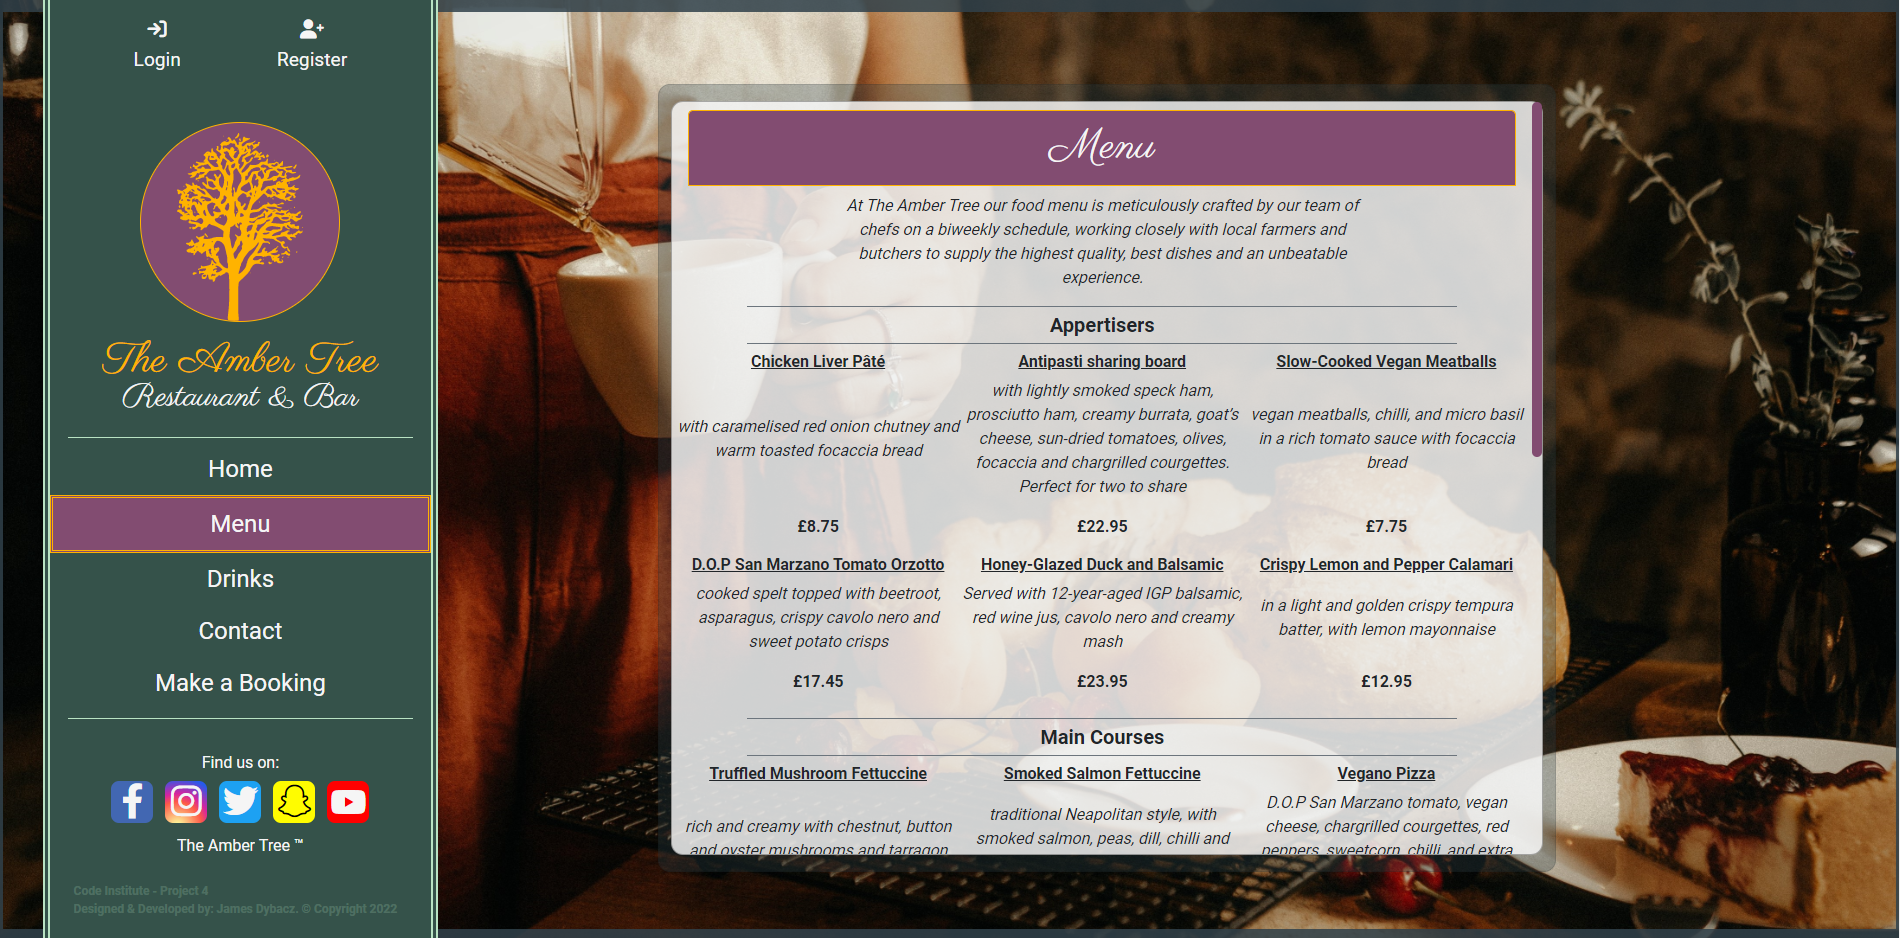 Login
Register
The Amber Tree
Restaurant & Bar
Home
Menu
Drinks
Contact
Make a Booking
Find us on:
The Amber Tree ™
Code Institute - Project 4
Designed & Developed by: James Dybacz. © Copyright 2022
Menu
At The Amber Tree our food menu is meticulously crafted by our team of
chefs on a biweekly schedule, working closely with local farmers and
butchers to supply the highest quality, best dishes and an unbeatable
experience.
Appertisers
Chicken Liver Pâté
with caramelised red onion chutney and
warm toasted focaccia bread
£8.75
Antipasti sharing board
with lightly smoked speck ham,
prosciutto ham, creamy burrata, goat's
cheese, sun-dried tomatoes, olives,
focaccia and chargrilled courgettes.
Perfect for two to share
£22.95
Slow-Cooked Vegan Meatballs
vegan meatballs, chilli, and micro basil
in a rich tomato sauce with focaccia
bread
£7.75
D.O.P San Marzano Tomato Orzotto
cooked spelt topped with beetroot,
asparagus, crispy cavolo nero and
sweet potato crisps
£17.45
Honey-Glazed Duck and Balsamic
Served with 12-year-aged IGP balsamic,
red wine jus, cavolo nero and creamy
mash
£23.95
Crispy Lemon and Pepper Calamari
in a light and golden crispy tempura
batter, with lemon mayonnaise
£12.95
Main Courses
Truffled Mushroom Fettuccine
rich and creamy with chestnut, button
and oyster mushrooms and tarragon
Smoked Salmon Fettuccine
traditional Neapolitan style, with
smoked salmon, peas, dill, chilli and
Vegano Pizza
D.O.P San Marzano tomato, vegan
cheese, chargrilled courgettes, red
peppers, sweetcorn, chilli, and extra